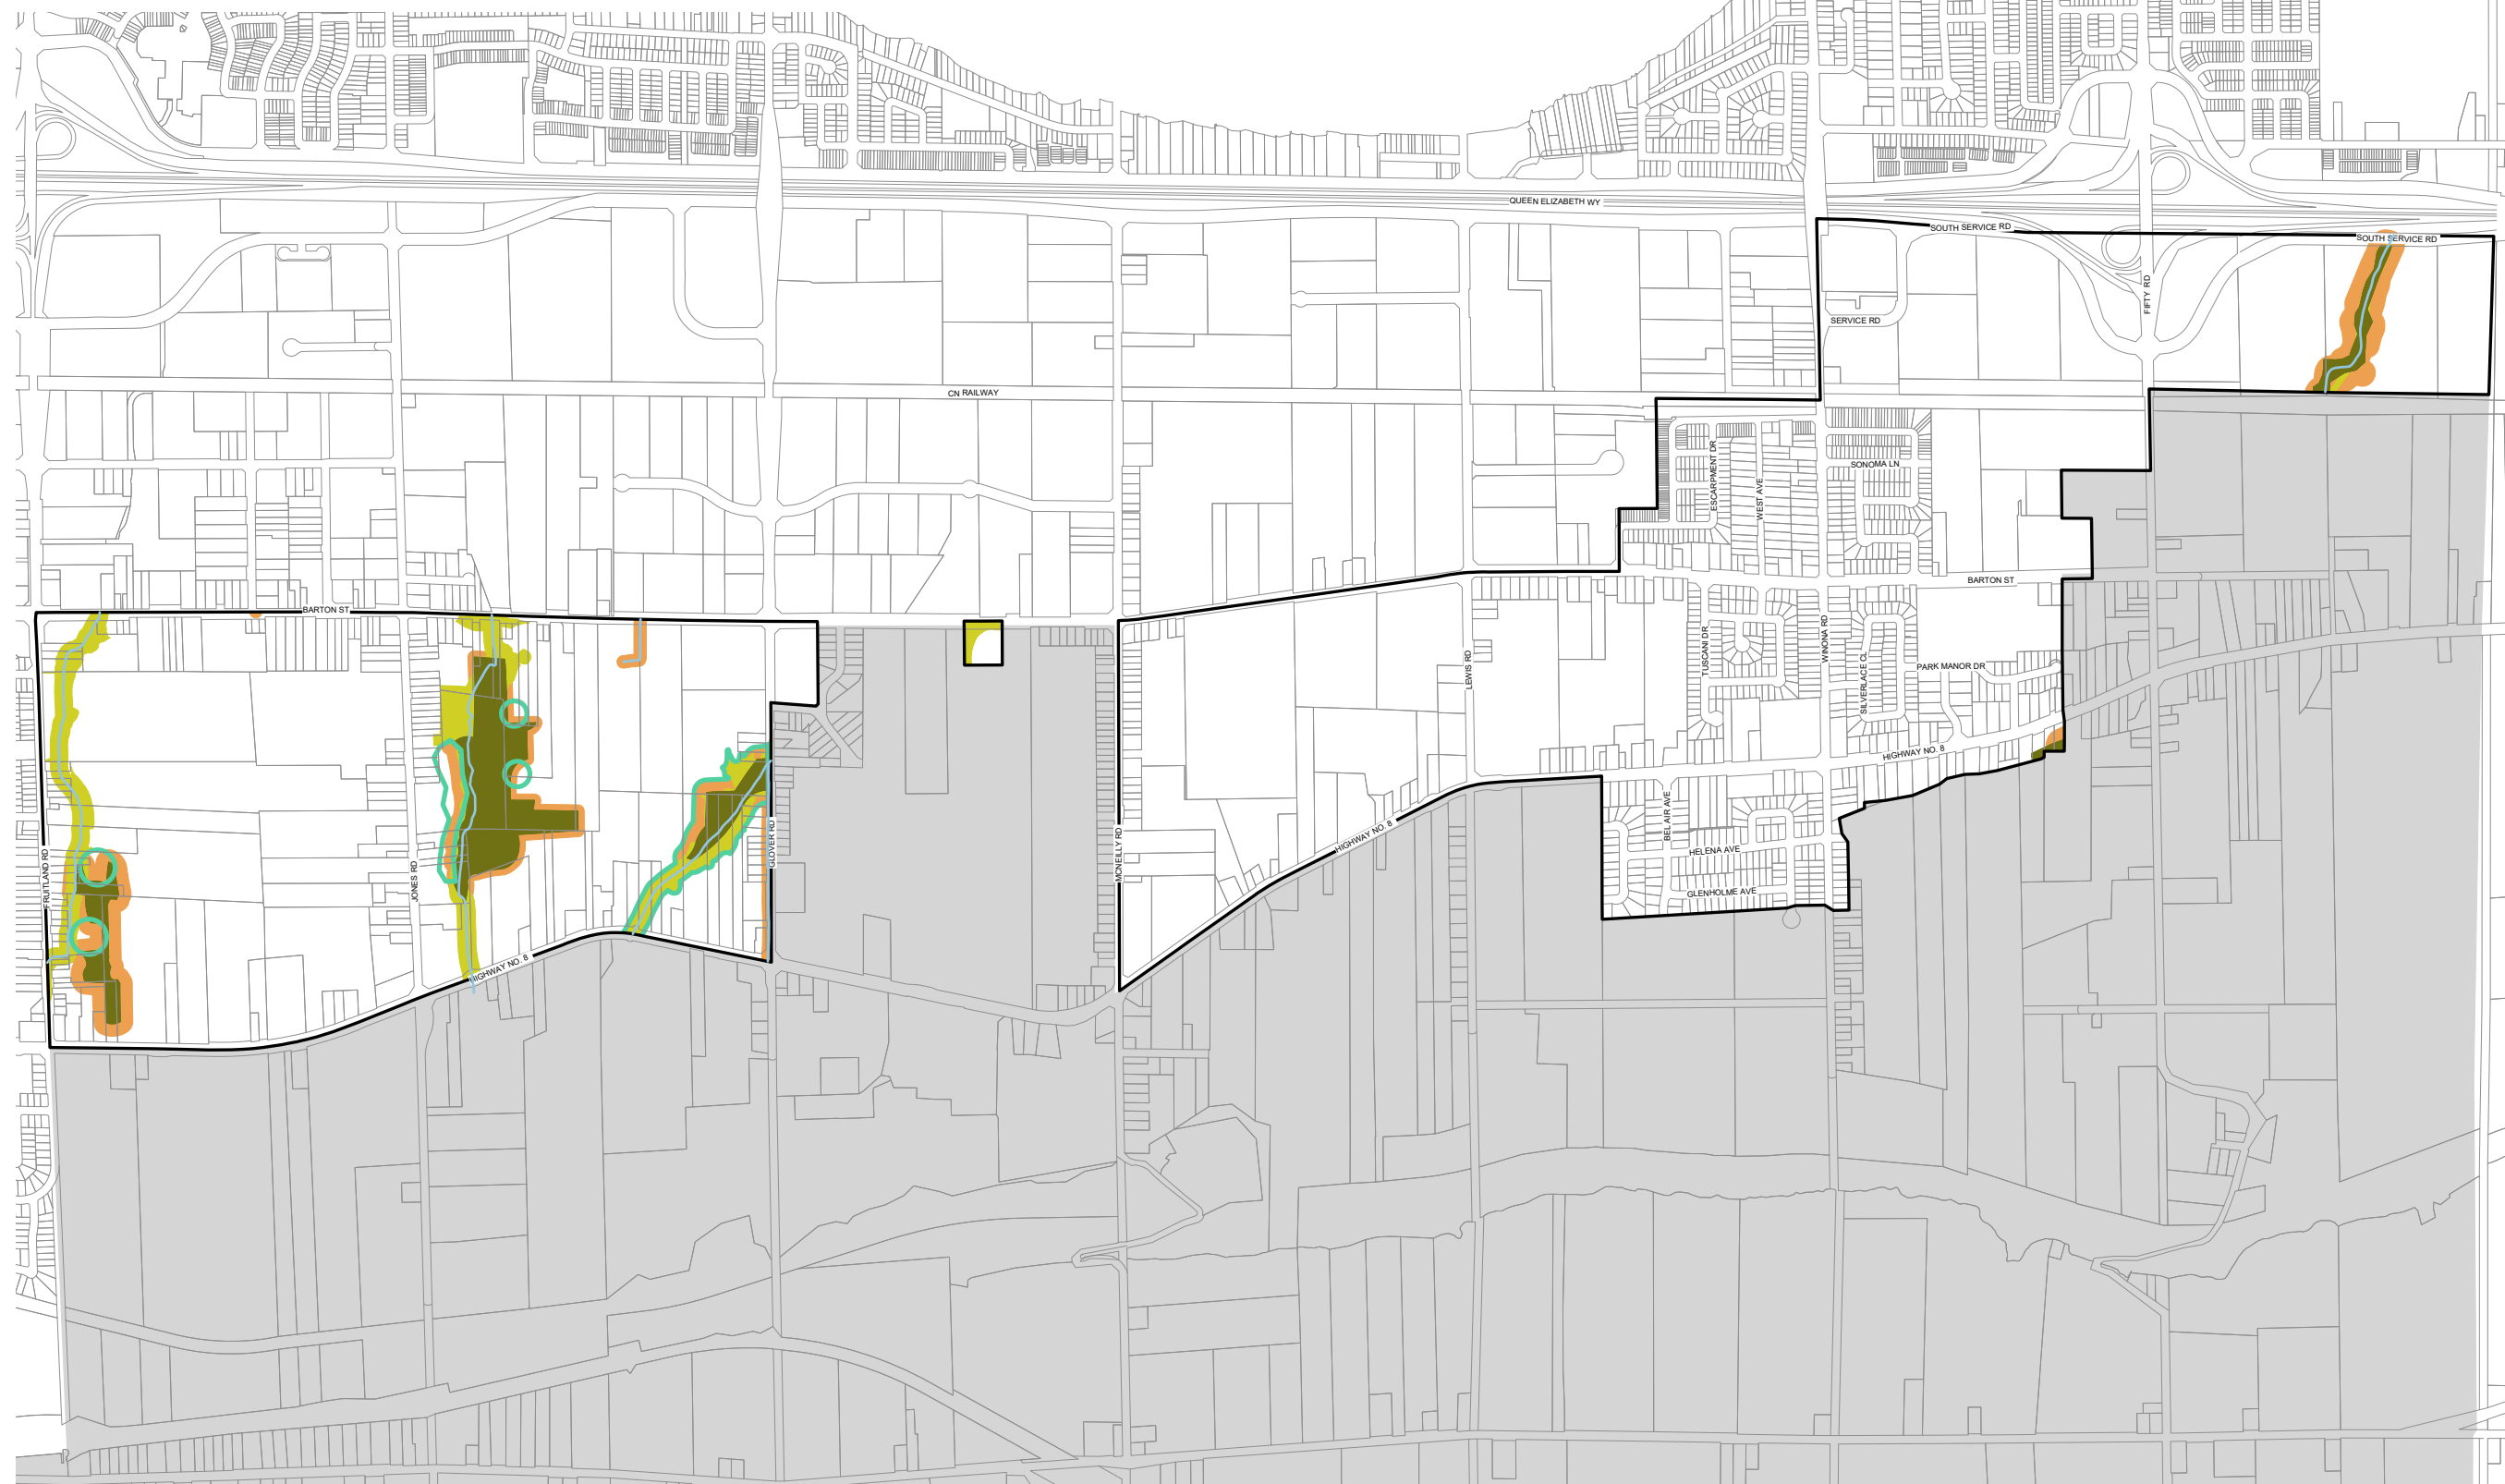 QUEEN ELIZABETH WY
SOUTH SERVICE RD
SOUTH SERVICE RD
FIFTY RD
SERVICE RD
CN RAILWAY
ESCARPMENT DR
WEST AVE
SONOMA LN
BARTON ST
BARTON ST
LEWIS RD
TUSCANI DR
WINONA RD
SILVERLACE CL
PARK MANOR DR
HIGHWAY NO. 8
BEL AIR AVE
HELENA AVE
GLENHOLME AVE
HIGHWAY NO. 8
MCNEILLY RD
GLOVER RD
JONES RD
FRUITLAND RD
HIGHWAY NO. 8